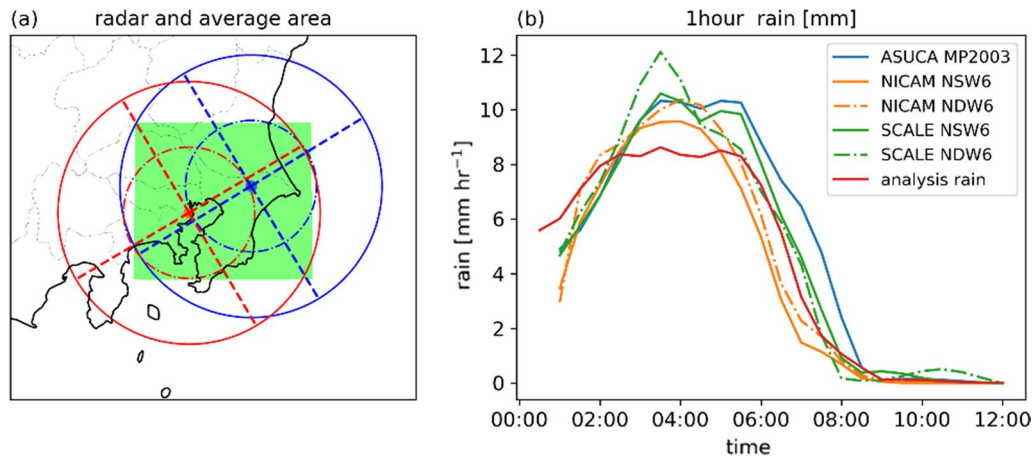 (a) radar and average area
(b) 1hour rain [mm]
rain [mm hr⁻¹]
12
10
8
6
4
2
0
ASUCA MP2003
NICAM NSW6
NICAM NDW6
SCALE NSW6
SCALE NDW6
analysis rain
00:00 02:00 04:00 06:00 08:00 10:00 12:00
time